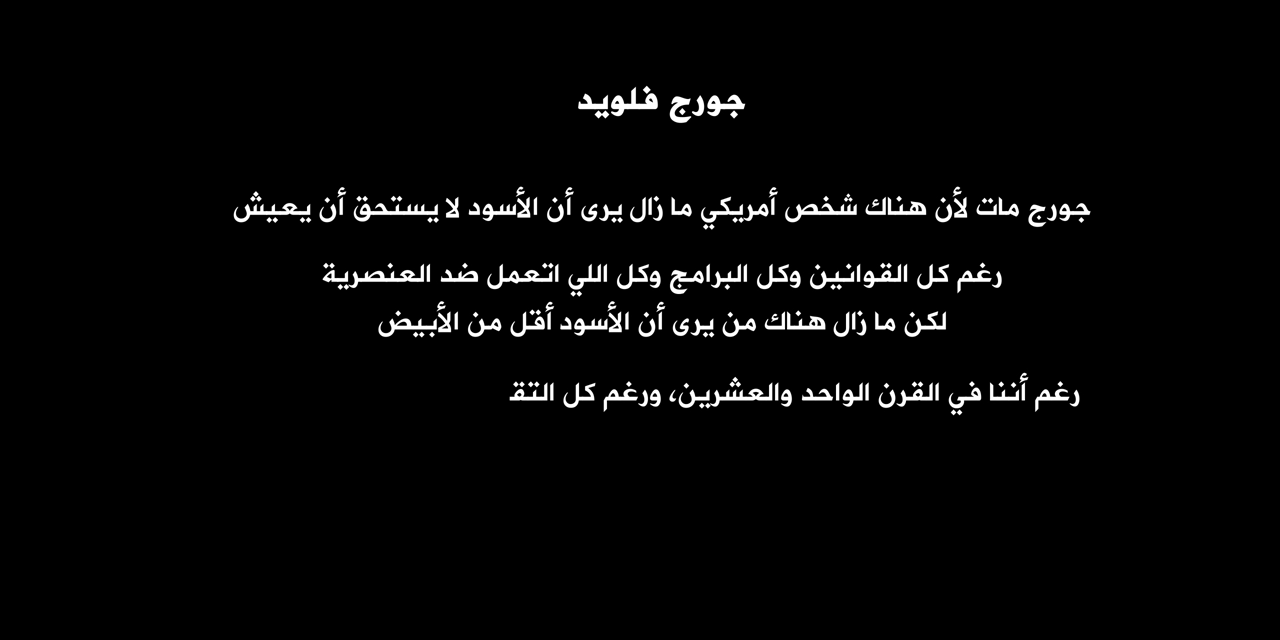 جورج فلويد
جورج مات لأن هناك شخص أمريكي ما زال يرى أن الأسود لا يستحق أن يعيش
رغم كل القوانين وكل البرامج وكل اللي اتعمل ضد العنصرية
لكن ما زال هناك من يرى أن الأسود أقل من الأبيض
رغم أننا في القرن الواحد والعشرين، ورغم كل التق